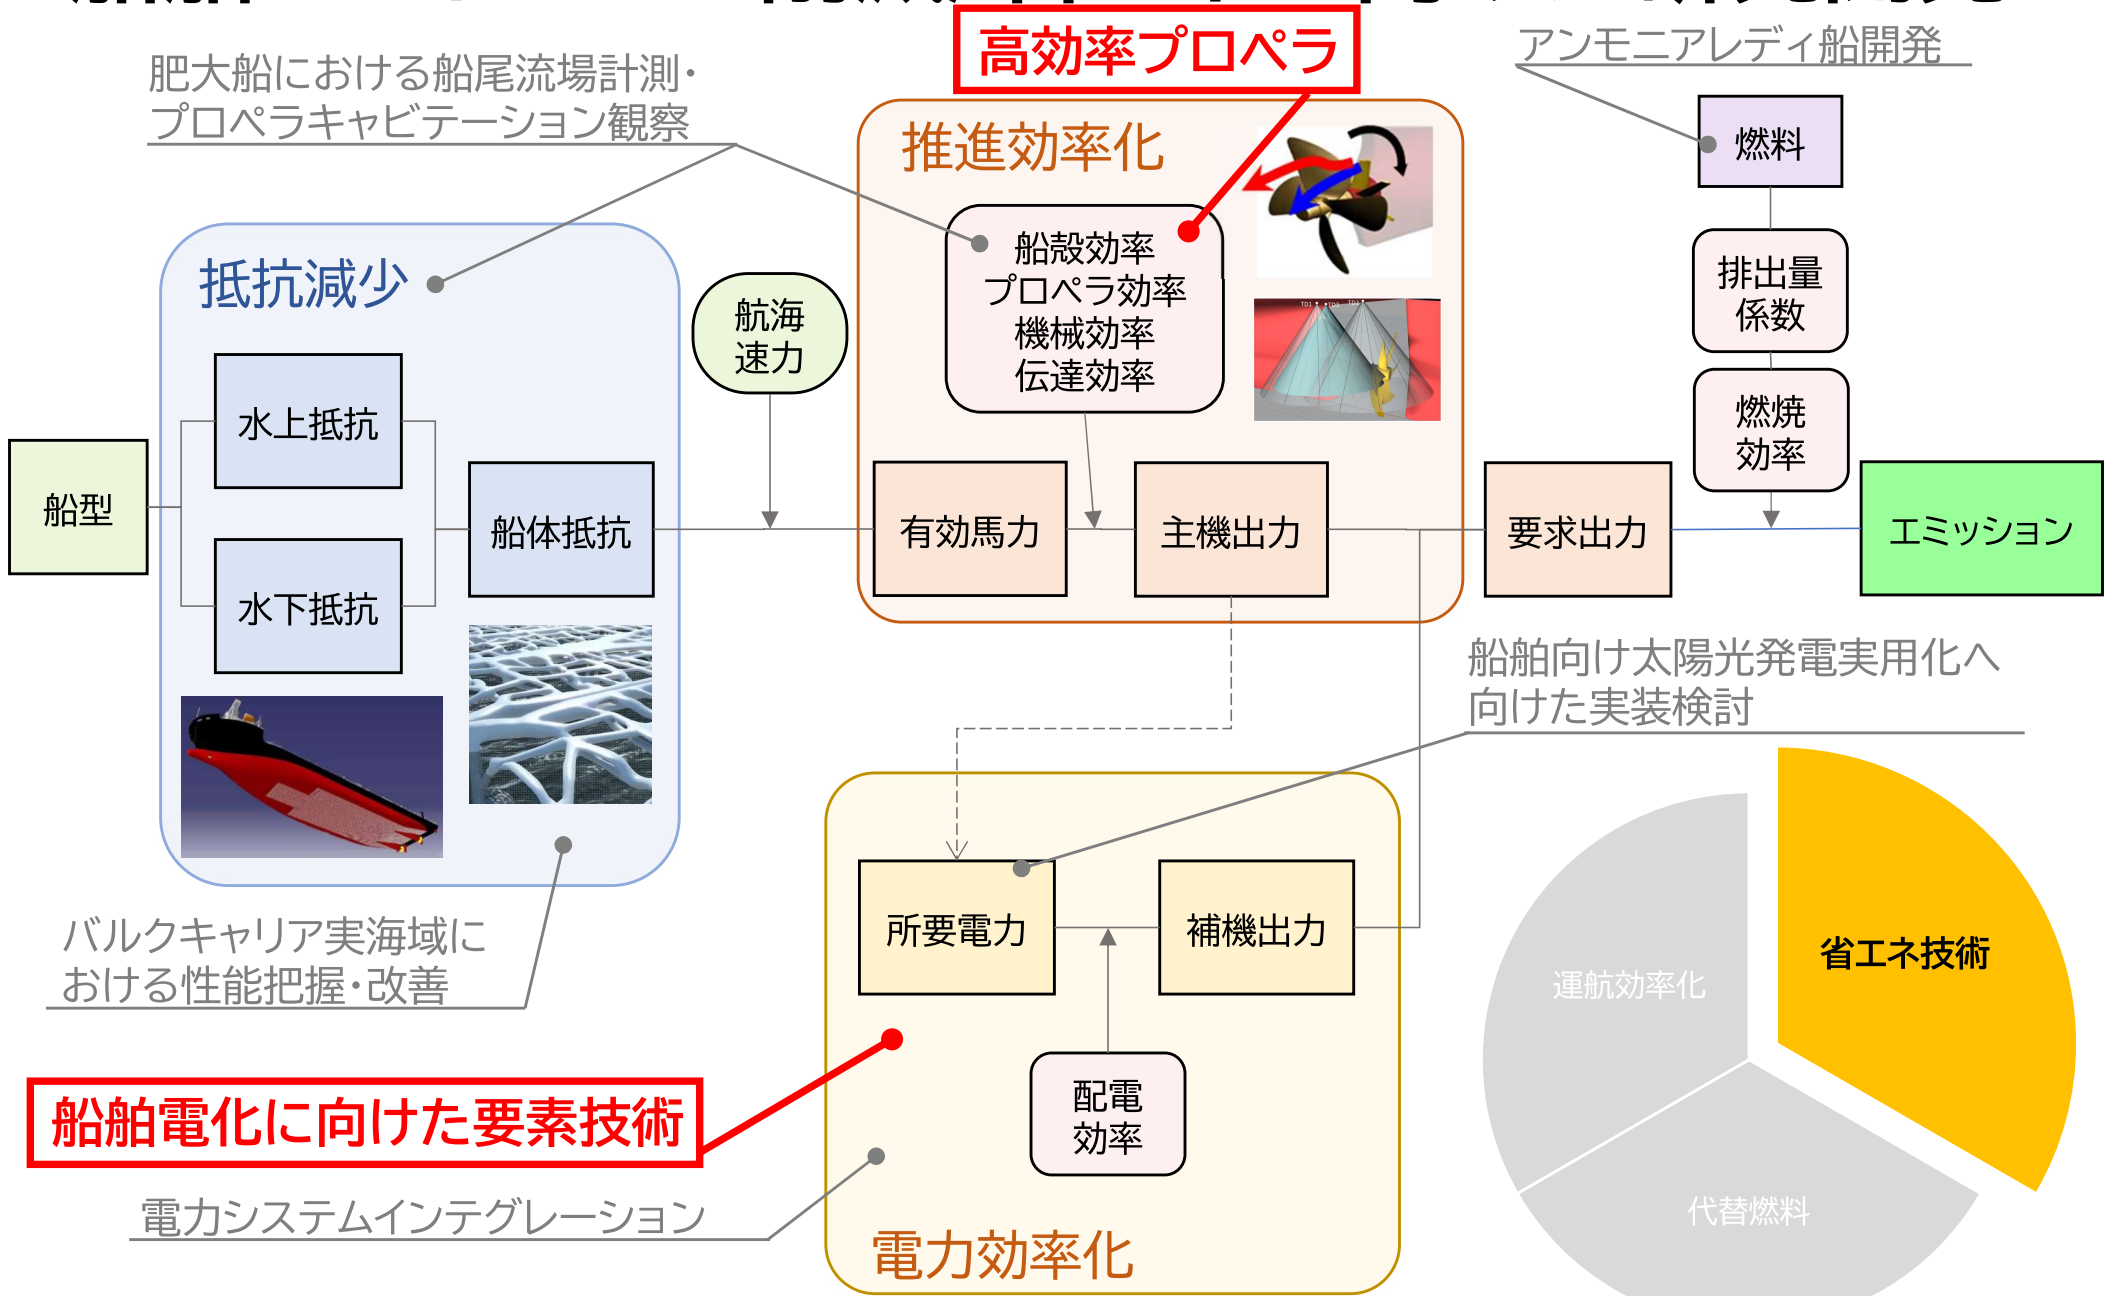 高効率プロペラ
アンモニアレディ船開発
肥大船における船尾流場計測・
プロペラキャビテーション観察
推進効率化
燃料
船殻効率
プロペラ効率
機械効率
伝達効率
排出量
係数
抵抗減少
航海
速力
燃焼
効率
水上抵抗
船型
船体抵抗
有効馬力
主機出力
要求出力
エミッション
水下抵抗
船舶向け太陽光発電実用化へ
向けた実装検討
所要電力
補機出力
バルクキャリア実海域に
おける性能把握・改善
省エネ技術
運航効率化
配電
効率
船舶電化に向けた要素技術
電力システムインテグレーション
代替燃料
電力効率化